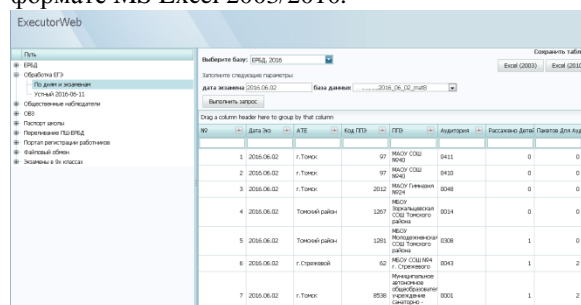 формате MS Excel 2003/2010.
ExecutorWeb
Путь
ЕРБД
Обработка ЕГЭ
По дням и экзаменам
Устный 2016-06-11
Общественные наблюдатели
ОВЗ
Паспорт школы
Переливание ПШ-ЕРБД
Портал регистрации работников
Файловый обмен
Экзамены в 9х классах
Сохранить табли
Выберите базу: ЕРБД, 2016
Excel (2003) Excel (2010
Заполните следующие параметры
дата экзамена 2016.06.02 база данных 2016_06_02_matB
Выполнить запрос
Drag a column header here to group by that column
№ Дата Экз АТЕ Код ППЭ ППЭ Аудитория Рассажено Детей Пакетов Для Ауд
1 2016.06.02 г.Томск 97 МАОУ СОШ №40 0411 0
2 2016.06.02 г.Томск 97 МАОУ СОШ №40 0410 0
3 2016.06.02 г.Томск 2012 МАОУ Гимназия №24 0048 0
4 2016.06.02 Томский район 1267 МБОУ Зоркальцевская СОШ Томского района 0014 0
5 2016.06.02 Томский район 1281 МБОУ Молодежненская СОШ Томского района 0308 1 0
6 2016.06.02 г.Стрежевой 62 МБОУ СОШ №4 г. Стрежевого 0043 1 2
7 2016.06.02 г.Томск 8538 Муниципальное автономное общеобразовател учреждение санаторно - 0001 1 2